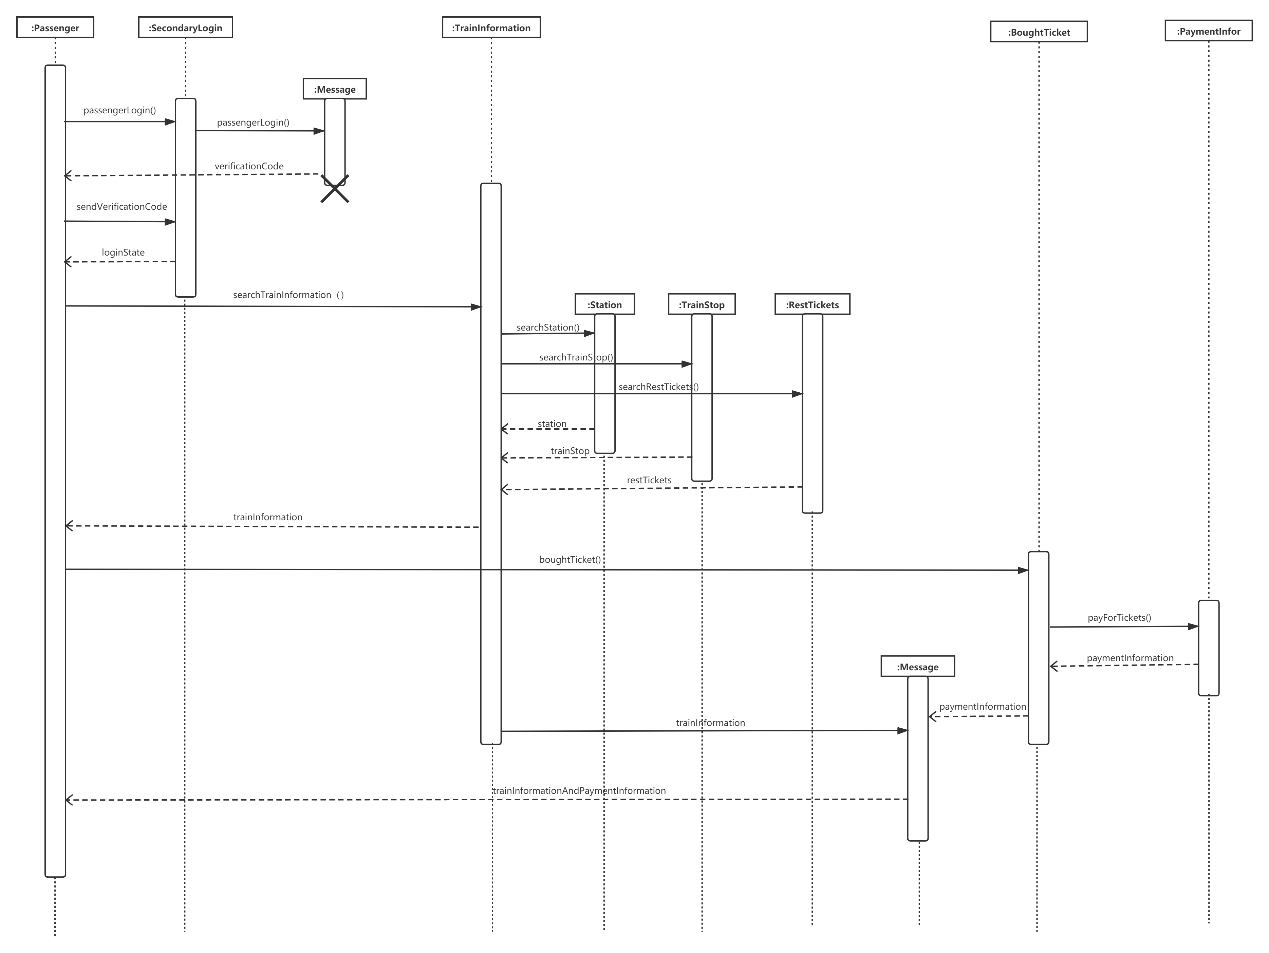 :Passenger
:SecondaryLogin
:TrainInformation
:BoughtTicket
:PaymentInfor
:Message
passengerLogin()
passengerLogin()
verificationCode
sendVerificationCode
loginState
searchTrainInformation（）
:Station
:TrainStop
:RestTickets
searchStation()
searchTrainStop()
searchRestTickets()
station
trainStop
restTickets
trainInformation
boughtTicket()
payForTickets()
paymentInformation
:Message
paymentInformation
trainInformation
trainInformationAndPaymentInformation